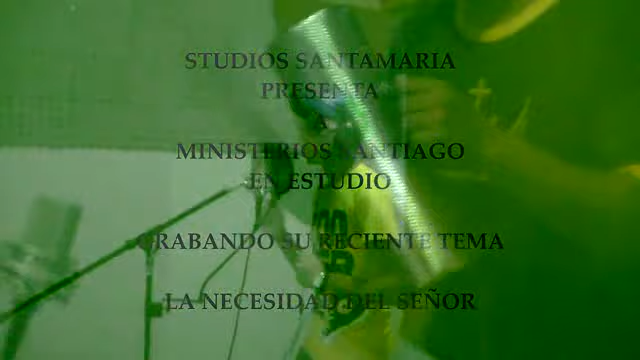 STUDIOS SANTAMARIA
PRESENTA
MINISTERIOS SANTIAGO
EN ESTUDIO
GRABANDO SU RECIENTE TEMA
LA NECESIDAD DEL SEÑOR